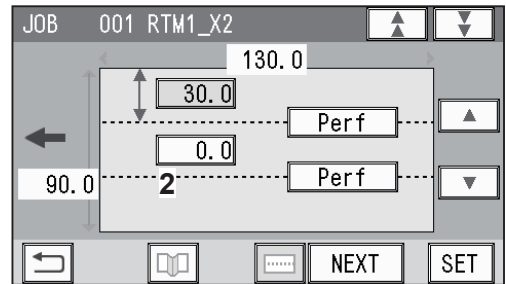 JOB 001 RTM1_X2
130.0
30.0
Perf
0.0
90.0 2 Perf
NEXT SET